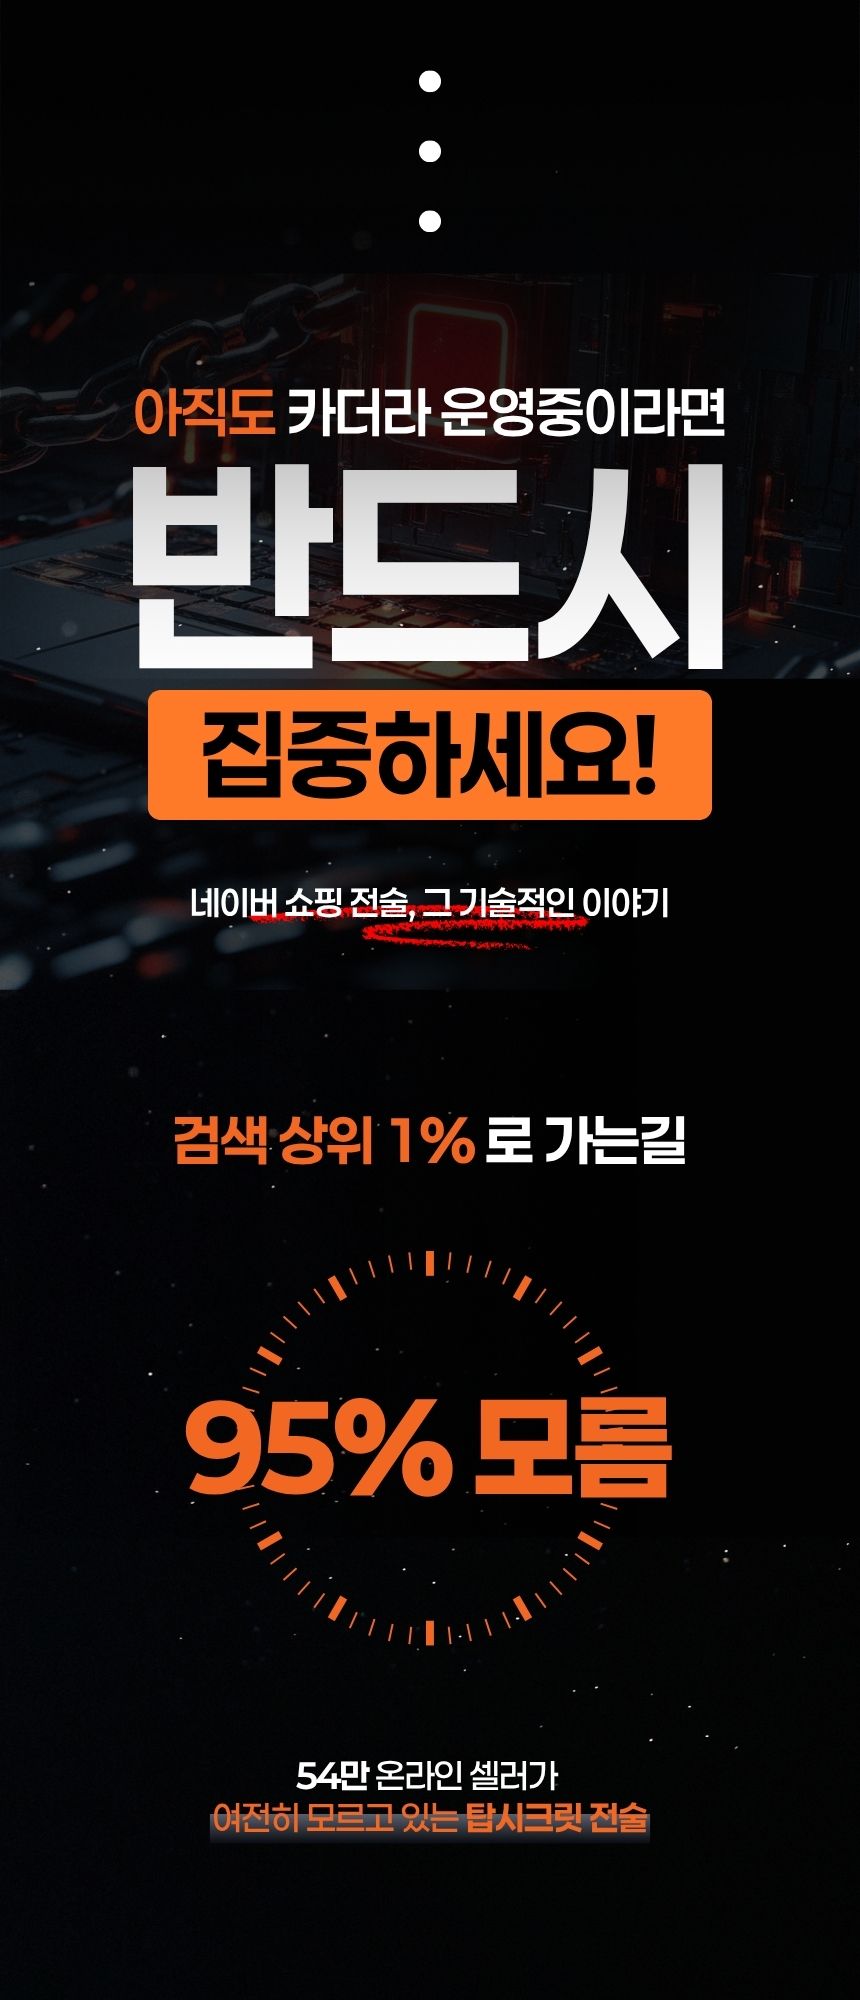 아직도 카더라 운영중이라면
반드시
집중하세요!
네이버 쇼핑 전술, 그 기술적인 이야기
검색 상위 1% 로 가는길
95% 모름
54만 온라인 셀러가
여전히 모르고 있는 탑시크릿 전술